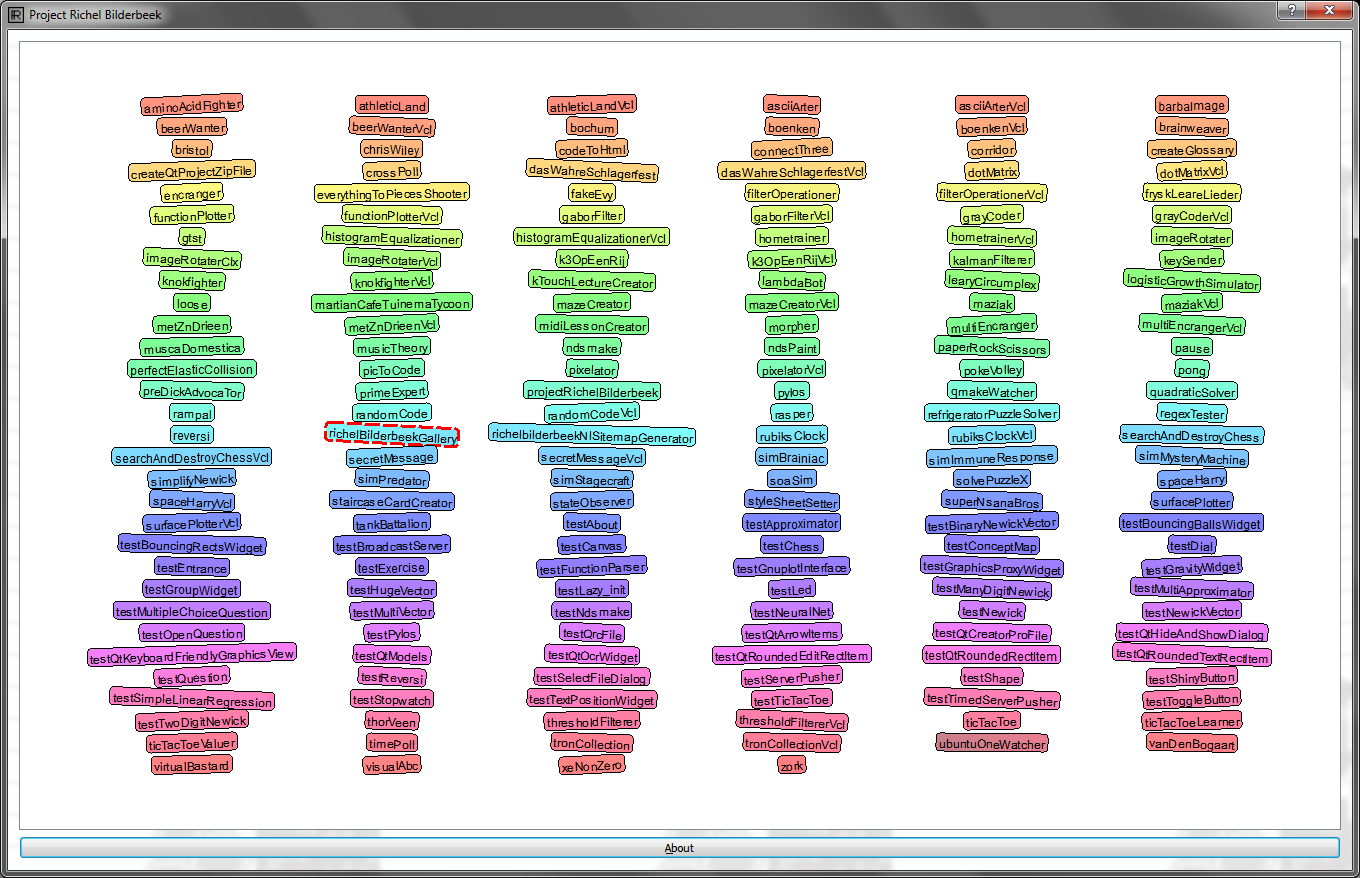 Project Richel Bilderbeek
aminoAcidFighter athleticLand athleticLandVcl asciiArter asciiArterVcl barbaImage
beerWanter beerWanterVcl bochum boenken boenkenVcl brainweaver
bristol chrisWiley codeToHtml connectThree corridor createGlossary
createQtProjectZipFile crossPoll dasWahreSchlagerfest dasWahreSchlagerfestVcl dotMatrix dotMatrixVcl
encranger everythingToPiecesShooter fakeEvy filterOperationer filterOperationerVcl fryskLeareLieder
functionPlotter functionPlotterVcl gaborFilter gaborFilterVcl grayCoder grayCoderVcl
gtst histogramEqualizationer histogramEqualizationerVcl hometrainer hometrainerVcl imageRotater
imageRotaterClx imageRotaterVcl k3OpEenRij k3OpEenRijVcl kalmanFilterer keySender
knokfighter knokfighterVcl kTouchLectureCreator lambdaBot learyCircumplex logisticGrowthSimulator
loose martianCafeTuinemaTycoon mazeCreator mazeCreatorVcl maziak maziakVcl
metZnDrieen metZnDrieenVcl midiLessonCreator morpher multiEncranger multiEncrangerVcl
muscaDomestica musicTheory ndsmake ndsPaint paperRockScissors pause
perfectElasticCollision picToCode pixelator pixelatorVcl pokeVolley pong
preDickAdvocaTor primeExpert projectRichelBilderbeek pylos qmakeWatcher quadraticSolver
rampal randomCode randomCodeVcl rasper refrigeratorPuzzleSolver regexTester
reversi richelBilderbeekGallery richelbilderbeekNlSitemapGenerator rubiksClock rubiksClockVcl searchAndDestroyChess
searchAndDestroyChessVcl secretMessage secretMessageVcl simBrainiac simImmuneResponse simMysteryMachine
simplifyNewick simPredator simStagecraft soaSim solvePuzzleX spaceHarry
spaceHarryVcl staircaseCardCreator stateObserver styleSheetSetter superNsanaBros surfacePlotter
surfacePlotterVcl tankBattalion testAbout testApproximator testBinaryNewickVector testBouncingBallsWidget
testBouncingRectsWidget testBroadcastServer testCanvas testChess testConceptMap testDial
testEntrance testExercise testFunctionParser testGnuplotInterface testGraphicsProxyWidget testGravityWidget
testGroupWidget testHugeVector testLazy_init testLed testManyDigitNewick testMultiApproximator
testMultipleChoiceQuestion testMultiVector testNdsmake testNeuralNet testNewick testNewickVector
testOpenQuestion testPylos testQrcFile testQtArrowItems testQtCreatorProFile testQtHideAndShowDialog
testQtKeyboardFriendlyGraphicsView testQtModels testQtOcrWidget testQtRoundedEditRectItem testQtRoundedRectItem testQtRoundedTextRectItem
testQuestion testReversi testSelectFileDialog testServerPusher testShape testShinyButton
testSimpleLinearRegression testStopwatch testTextPositionWidget testTicTacToe testTimedServerPusher testToggleButton
testTwoDigitNewick thorVeen thresholdFilterer thresholdFiltererVcl ticTacToe ticTacToeLearner
ticTacToeValuer timePoll tronCollection tronCollectionVcl ubuntuOneWatcher vanDenBogaart
virtualBastard visualAbc xeNonZero zork
About